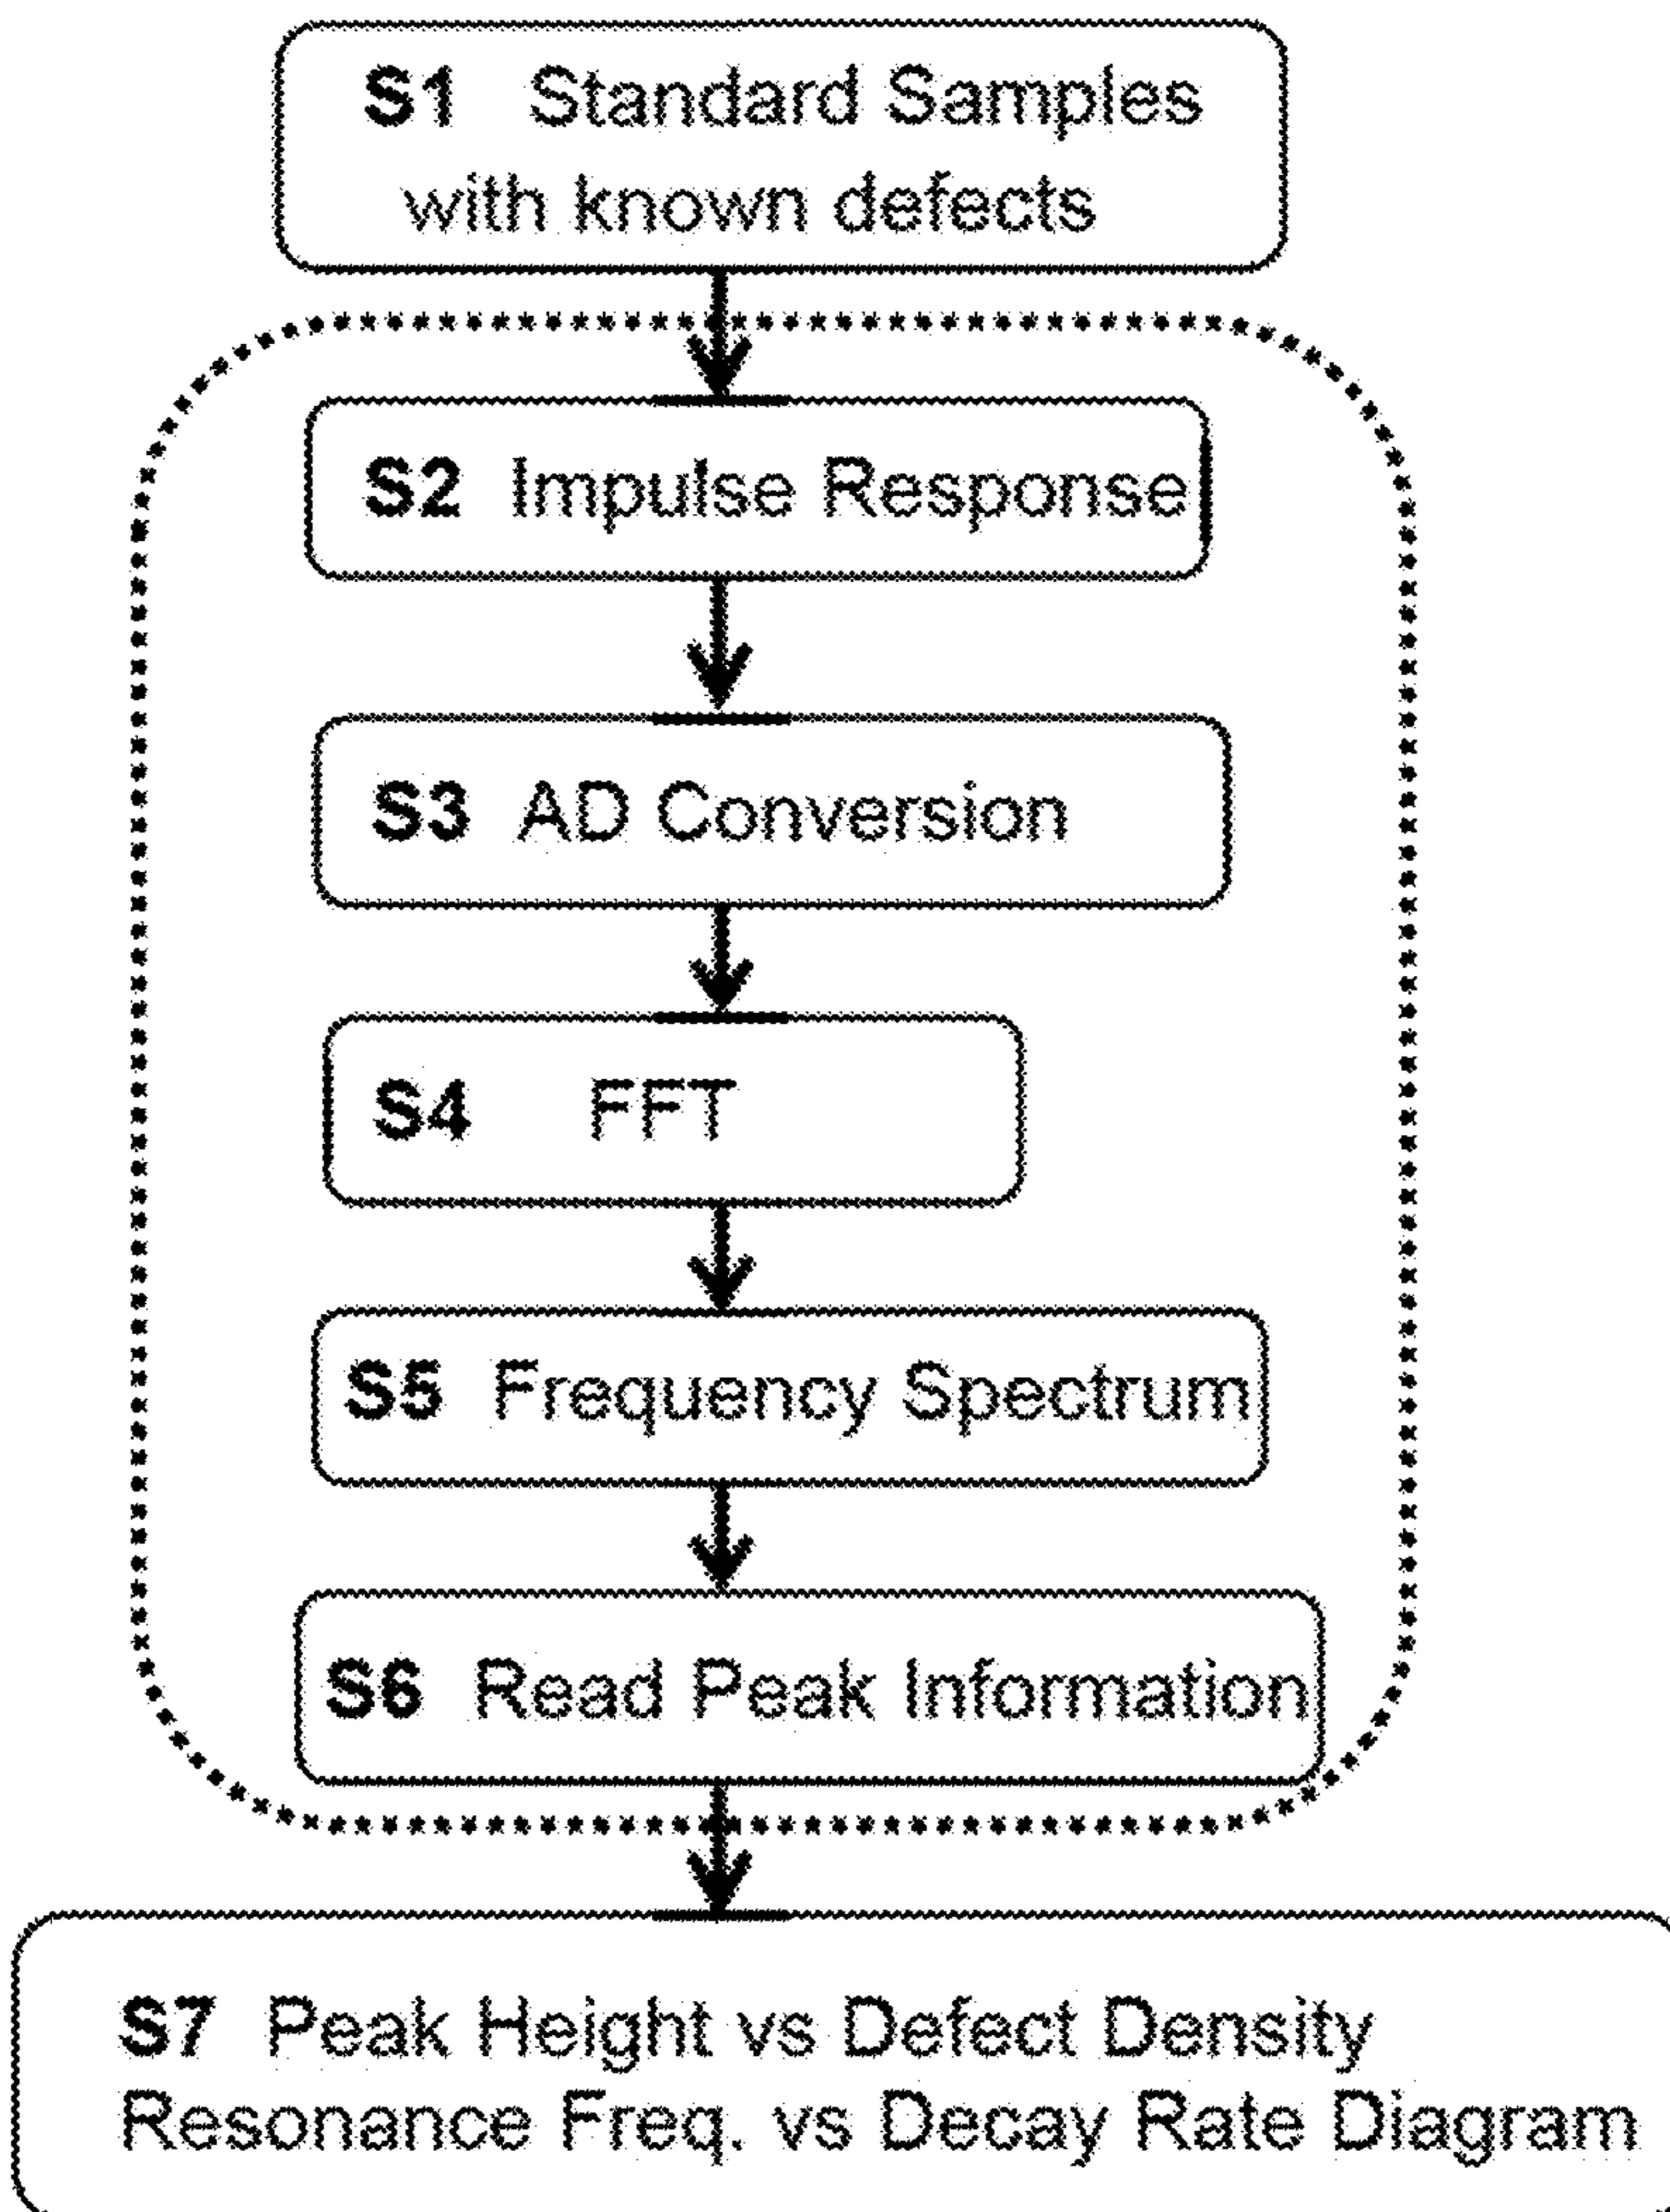 S1 Standard Samples
with known defects
S2 Impulse Response
S3 AD Conversion
S4 FFT
S5 Frequency Spectrum
S6 Read Peak Information
S7 Peak Height vs Defect Density
Resonance Freq. vs Decay Rate Diagram